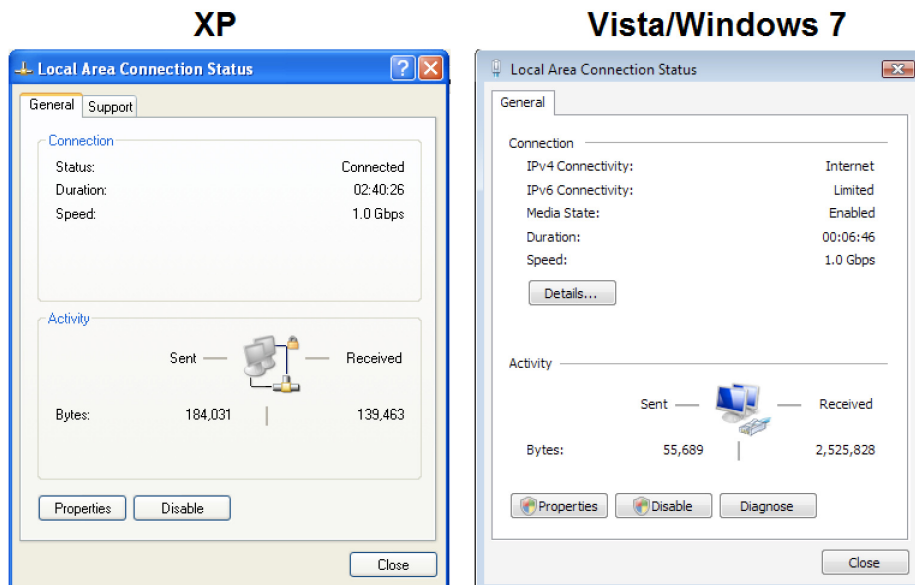 XP
Local Area Connection Status
General Support
Connection
Status: Connected
Duration: 02:40:26
Speed: 1.0 Gbps
Activity
Sent Received
Bytes: 184,031 139,463
Properties Disable
Close
Vista/Windows 7
Local Area Connection Status
General
Connection
IPv4 Connectivity: Internet
IPv6 Connectivity: Limited
Media State: Enabled
Duration: 00:06:46
Speed: 1.0 Gbps
Details...
Activity
Sent Received
Bytes: 55,689 2,525,828
Properties Disable Diagnose
Close